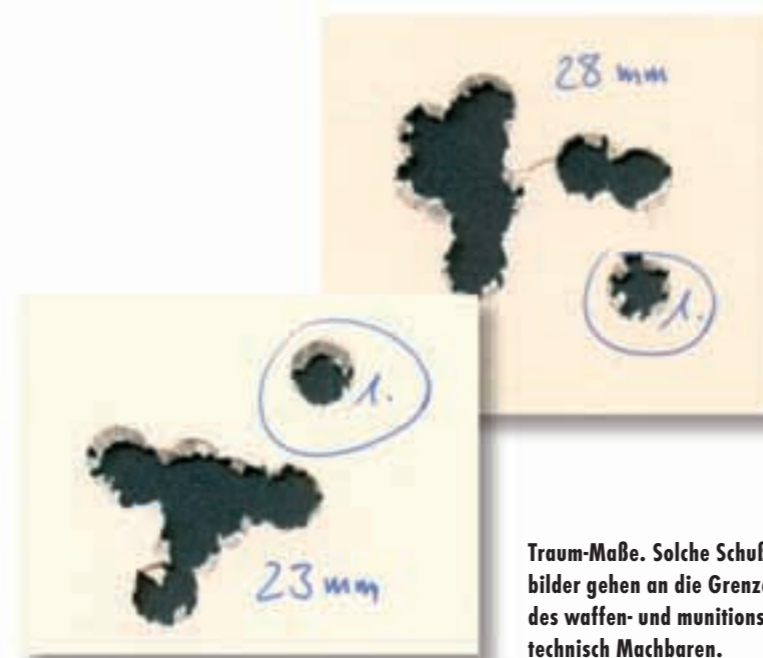 28 mm
1.
1.
23 mm
Traum-Maße. Solche Schuß
bilder gehen an die Grenze
des waffen- und munitions
technisch Machbaren.